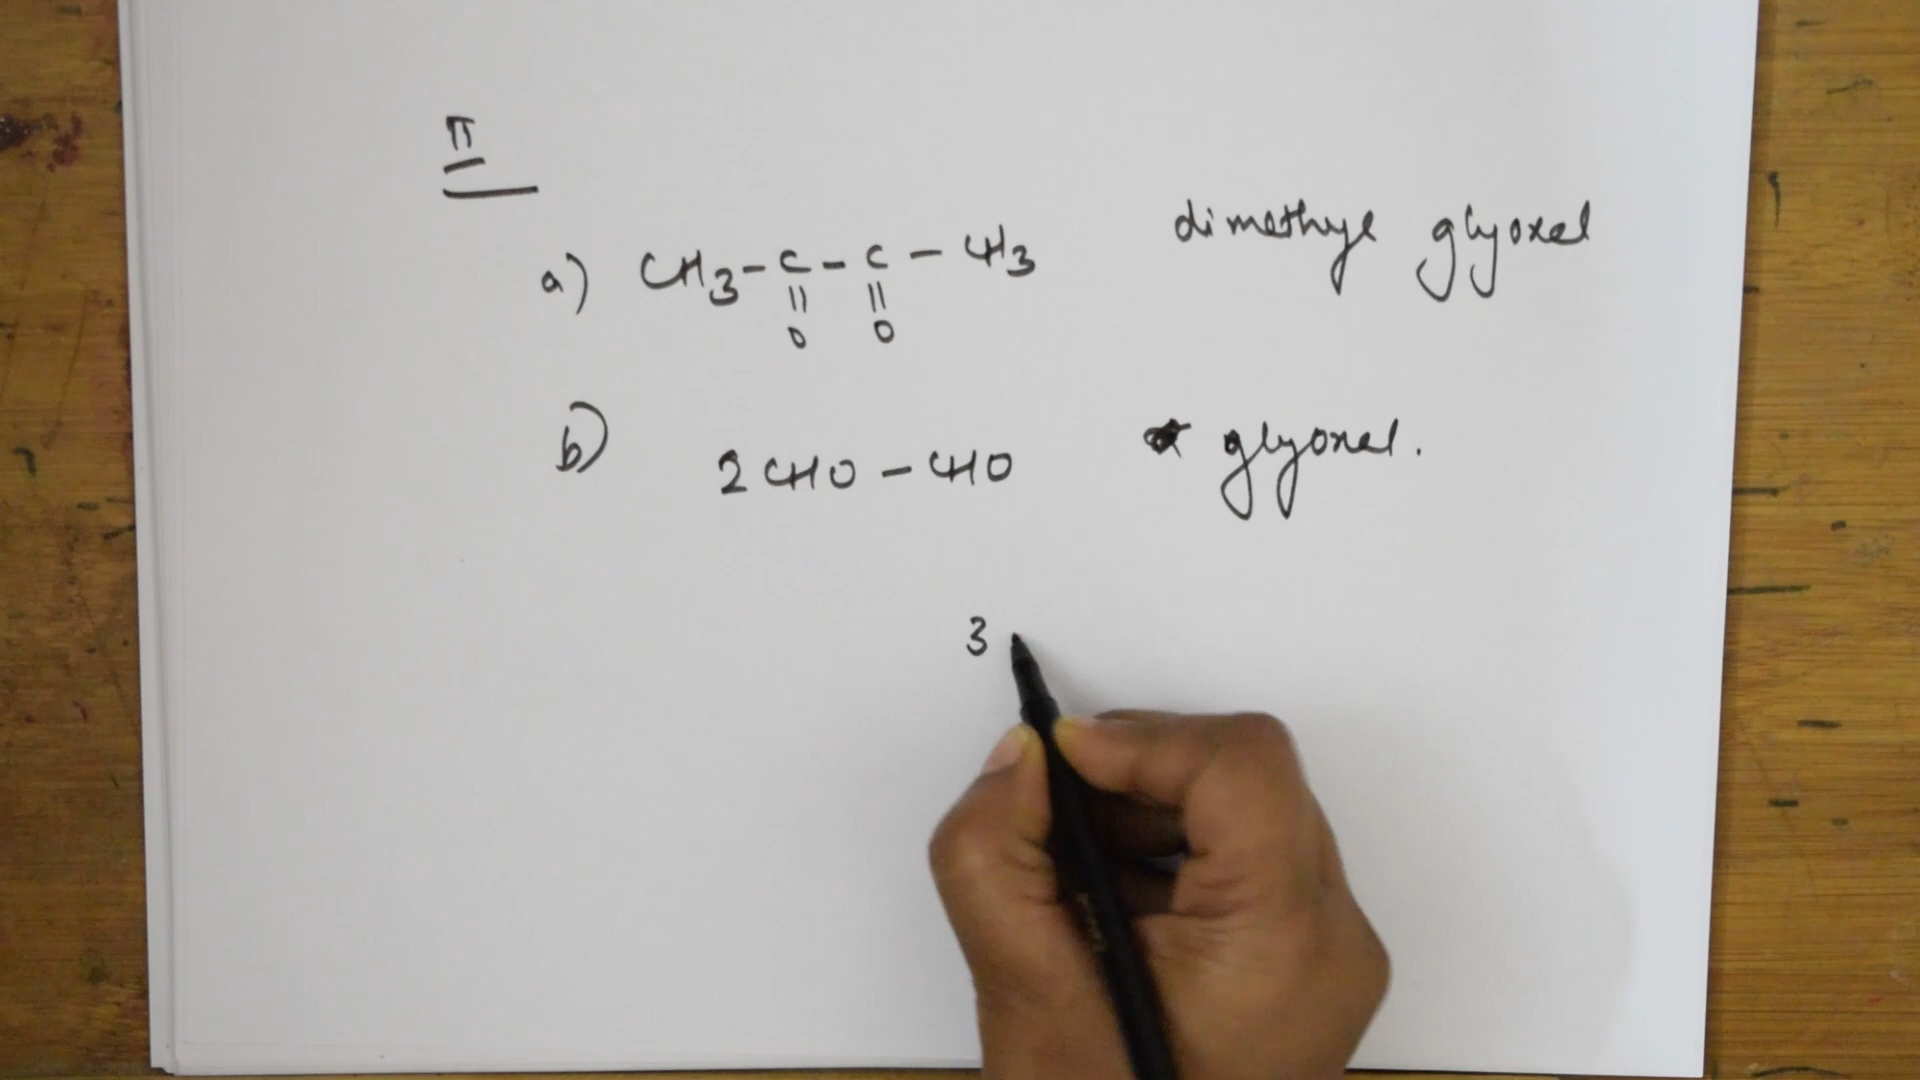 II
a) CH3-C-C-CH3 dimethyl glyoxal
|| ||
O O
b) 2CHO-CHO glyoxal.
3